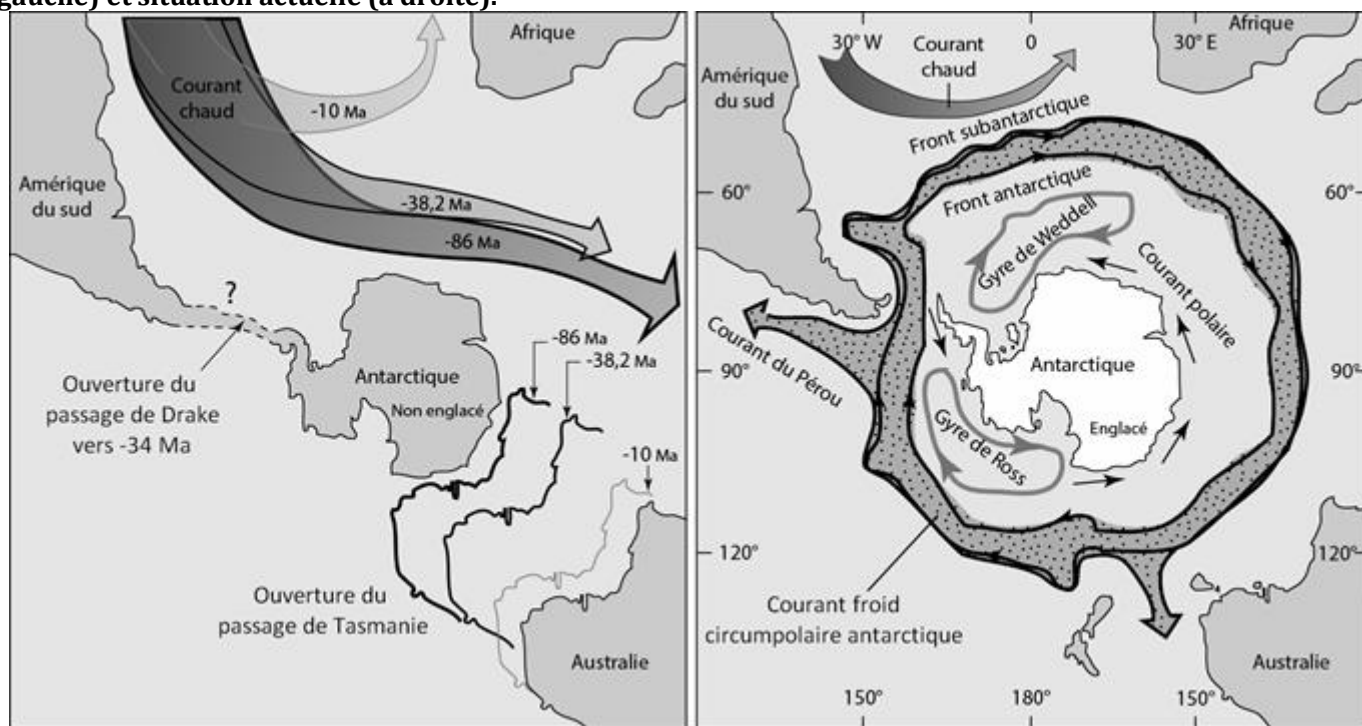 gauche) et situation actuelle (à droite).
Afrique
Courant
chaud
-10 Ma
Amérique
du sud
-38,2 Ma
-86 Ma
?
-86 Ma
-38,2 Ma
Ouverture du
passage de Drake
vers -34 Ma
Antarctique
Non englacé
-10 Ma
Ouverture du
passage de Tasmanie
Australie
30° W
Courant
chaud
0
30° E
Afrique
Amérique
du sud
Front subantarctique
60°
60°
Front antarctique
Gyre de Weddell
Courant polaire
Courant du Pérou
90°
Antarctique
90°
Englacé
Gyre de Ross
120°
120°
Courant froid
circumpolaire antarctique
Australie
150°
180°
150°